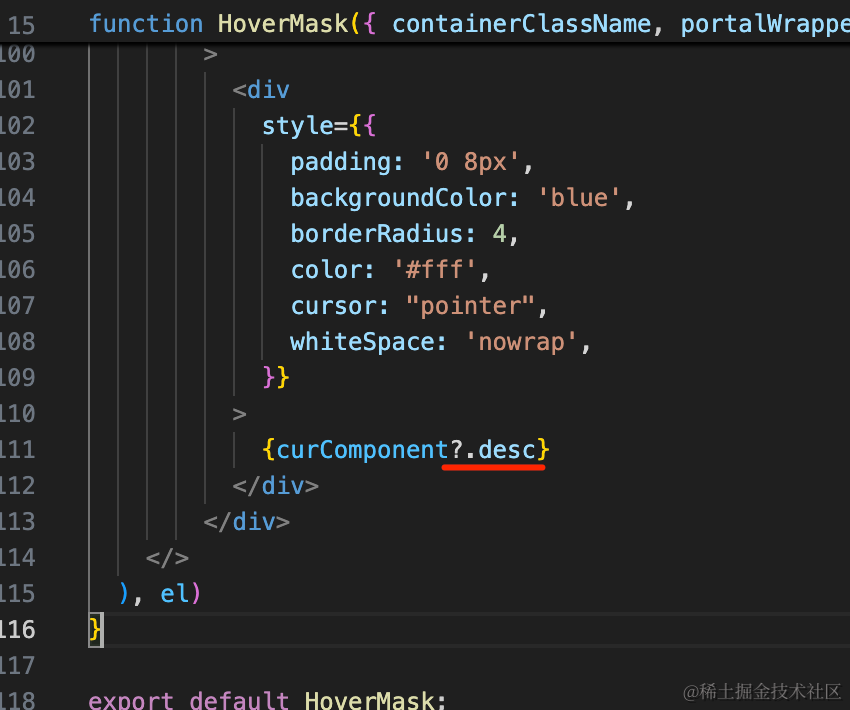 15 function HoverMask({ containerClassName, portalWrappe
100 >
101 <div
102 style={{
103 padding: '0 8px',
104 backgroundColor: 'blue',
105 borderRadius: 4,
106 color: '#fff',
107 cursor: "pointer",
108 whiteSpace: 'nowrap',
109 }}
110 >
111 {curComponent?.desc}
112 </div>
113 </div>
114 </>
115 ), el)
116 }
117
118 export default HoverMask;
@稀土掘金技术社区